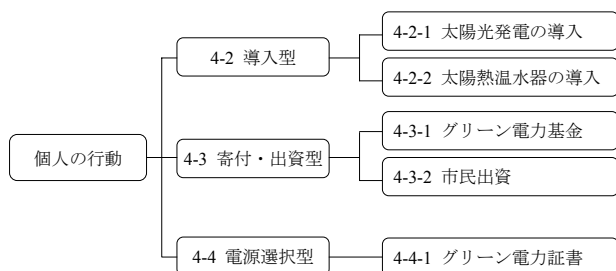 4-2-1 太陽光発電の導入
4-2 導入型
4-2-2 太陽熱温水器の導入
4-3-1 グリーン電力基金
個人の行動
4-3 寄付・出資型
4-3-2 市民出資
4-4 電源選択型
4-4-1 グリーン電力証書